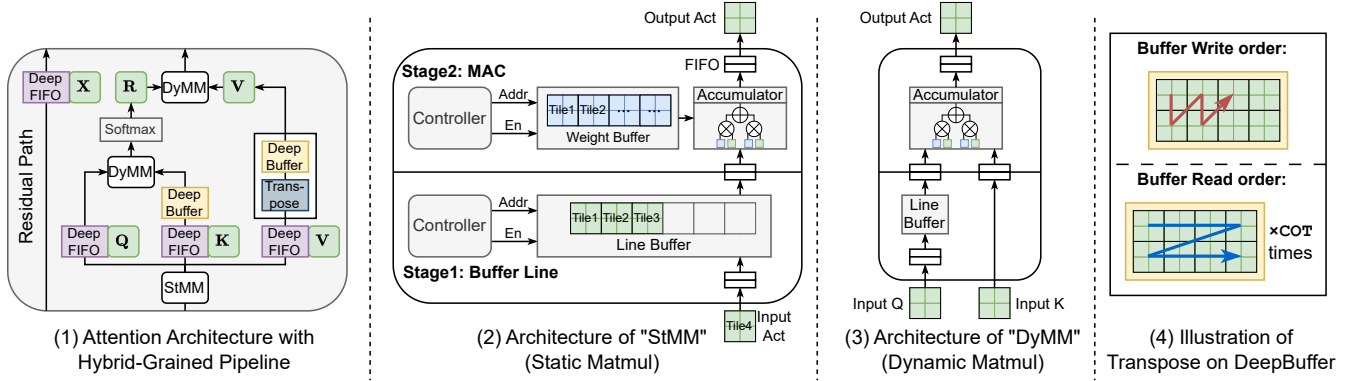 Residual Path
Deep
FIFO
X
R
DyMM
V
Softmax
DyMM
Deep
Buffer
Deep
Buffer
Trans-
pose
Deep
FIFO
Q
Deep
FIFO
K
Deep
FIFO
V
StMM
(1) Attention Architecture with
Hybrid-Grained Pipeline
Output Act
FIFO
Stage2: MAC
Controller
Addr
En
Tile1 Tile2 ... ...
Weight Buffer
Accumulator
Controller
Addr
En
Tile1 Tile2 Tile3
Line Buffer
Stage1: Buffer Line
Tile4
Input
Act
(2) Architecture of "StMM"
(Static Matmul)
Output Act
Accumulator
Line
Buffer
Input Q
Input K
(3) Architecture of "DyMM"
(Dynamic Matmul)
Buffer Write order:
Buffer Read order:
×COT
times
(4) Illustration of
Transpose on DeepBuffer